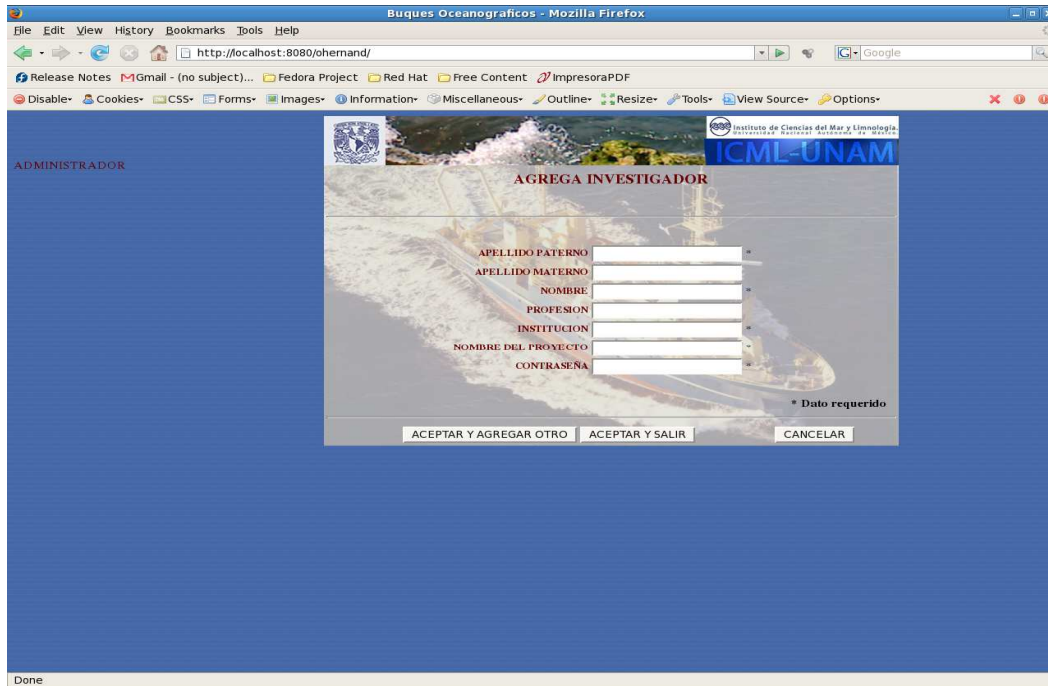 Buques Oceanograficos - Mozilla Firefox
File Edit View History Bookmarks Tools Help
http://localhost:8080/ohernand/
Google
Release Notes Gmail - (no subject)... Fedora Project Red Hat Free Content ImpresoraPDF
Disable Cookies CSS Forms Images Information Miscellaneous Outline Resize Tools View Source Options
Instituto de Ciencias del Mar y Limnología.
Universidad Nacional Autónoma de México.
ICML-UNAM
ADMINISTRADOR
AGREGA INVESTIGADOR
APELLIDO PATERNO *
APELLIDO MATERNO
NOMBRE *
PROFESION
INSTITUCION *
NOMBRE DEL PROYECTO *
CONTRASEÑA *
* Dato requerido
ACEPTAR Y AGREGAR OTRO ACEPTAR Y SALIR CANCELAR
Done